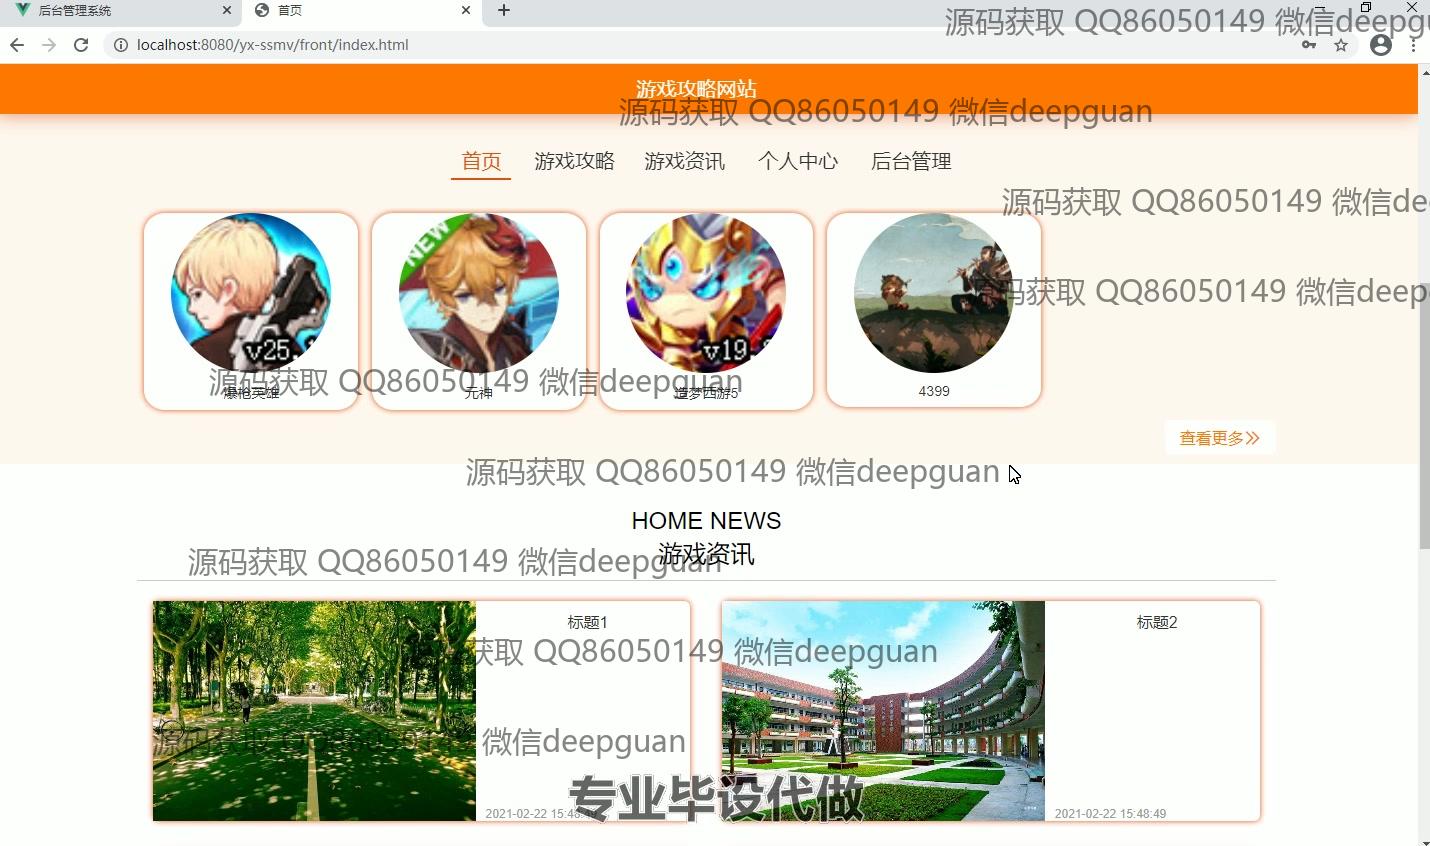 后台管理系统
首页
localhost:8080/yx-ssmv/front/index.html
源码获取 QQ86050149 微信deepgu
游戏攻略网站
源码获取 QQ86050149 微信deepguan
首页 游戏攻略 游戏资讯 个人中心 后台管理
源码获取 QQ86050149 微信dee
码获取 QQ86050149 微信deep
NEW
v25.
v19.
源码获取 QQ86050149 微信deepguan
爆枪英雄
元神
造梦西游5
4399
查看更多
源码获取 QQ86050149 微信deepguan
HOME NEWS
游戏资讯
源码获取 QQ86050149 微信deepguan
标题1
标题2
获取 QQ86050149 微信deepguan
源码获取 微信deepguan
专业毕设代做
2021-02-22 15:48:49
2021-02-22 15:48:49